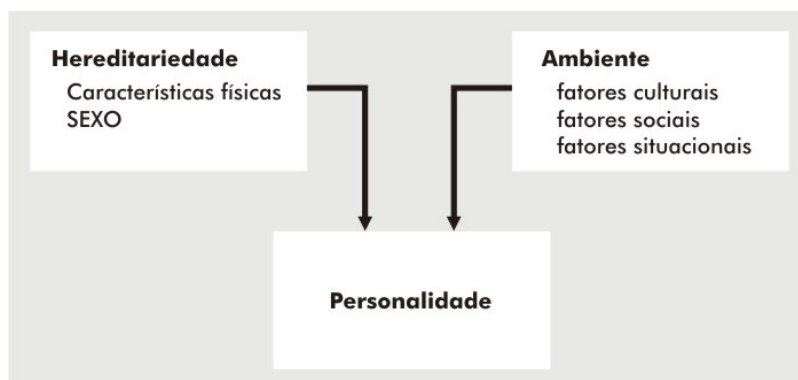 Hereditariedade
Características físicas
SEXO
Ambiente
fatores culturais
fatores sociais
fatores situacionais
Personalidade